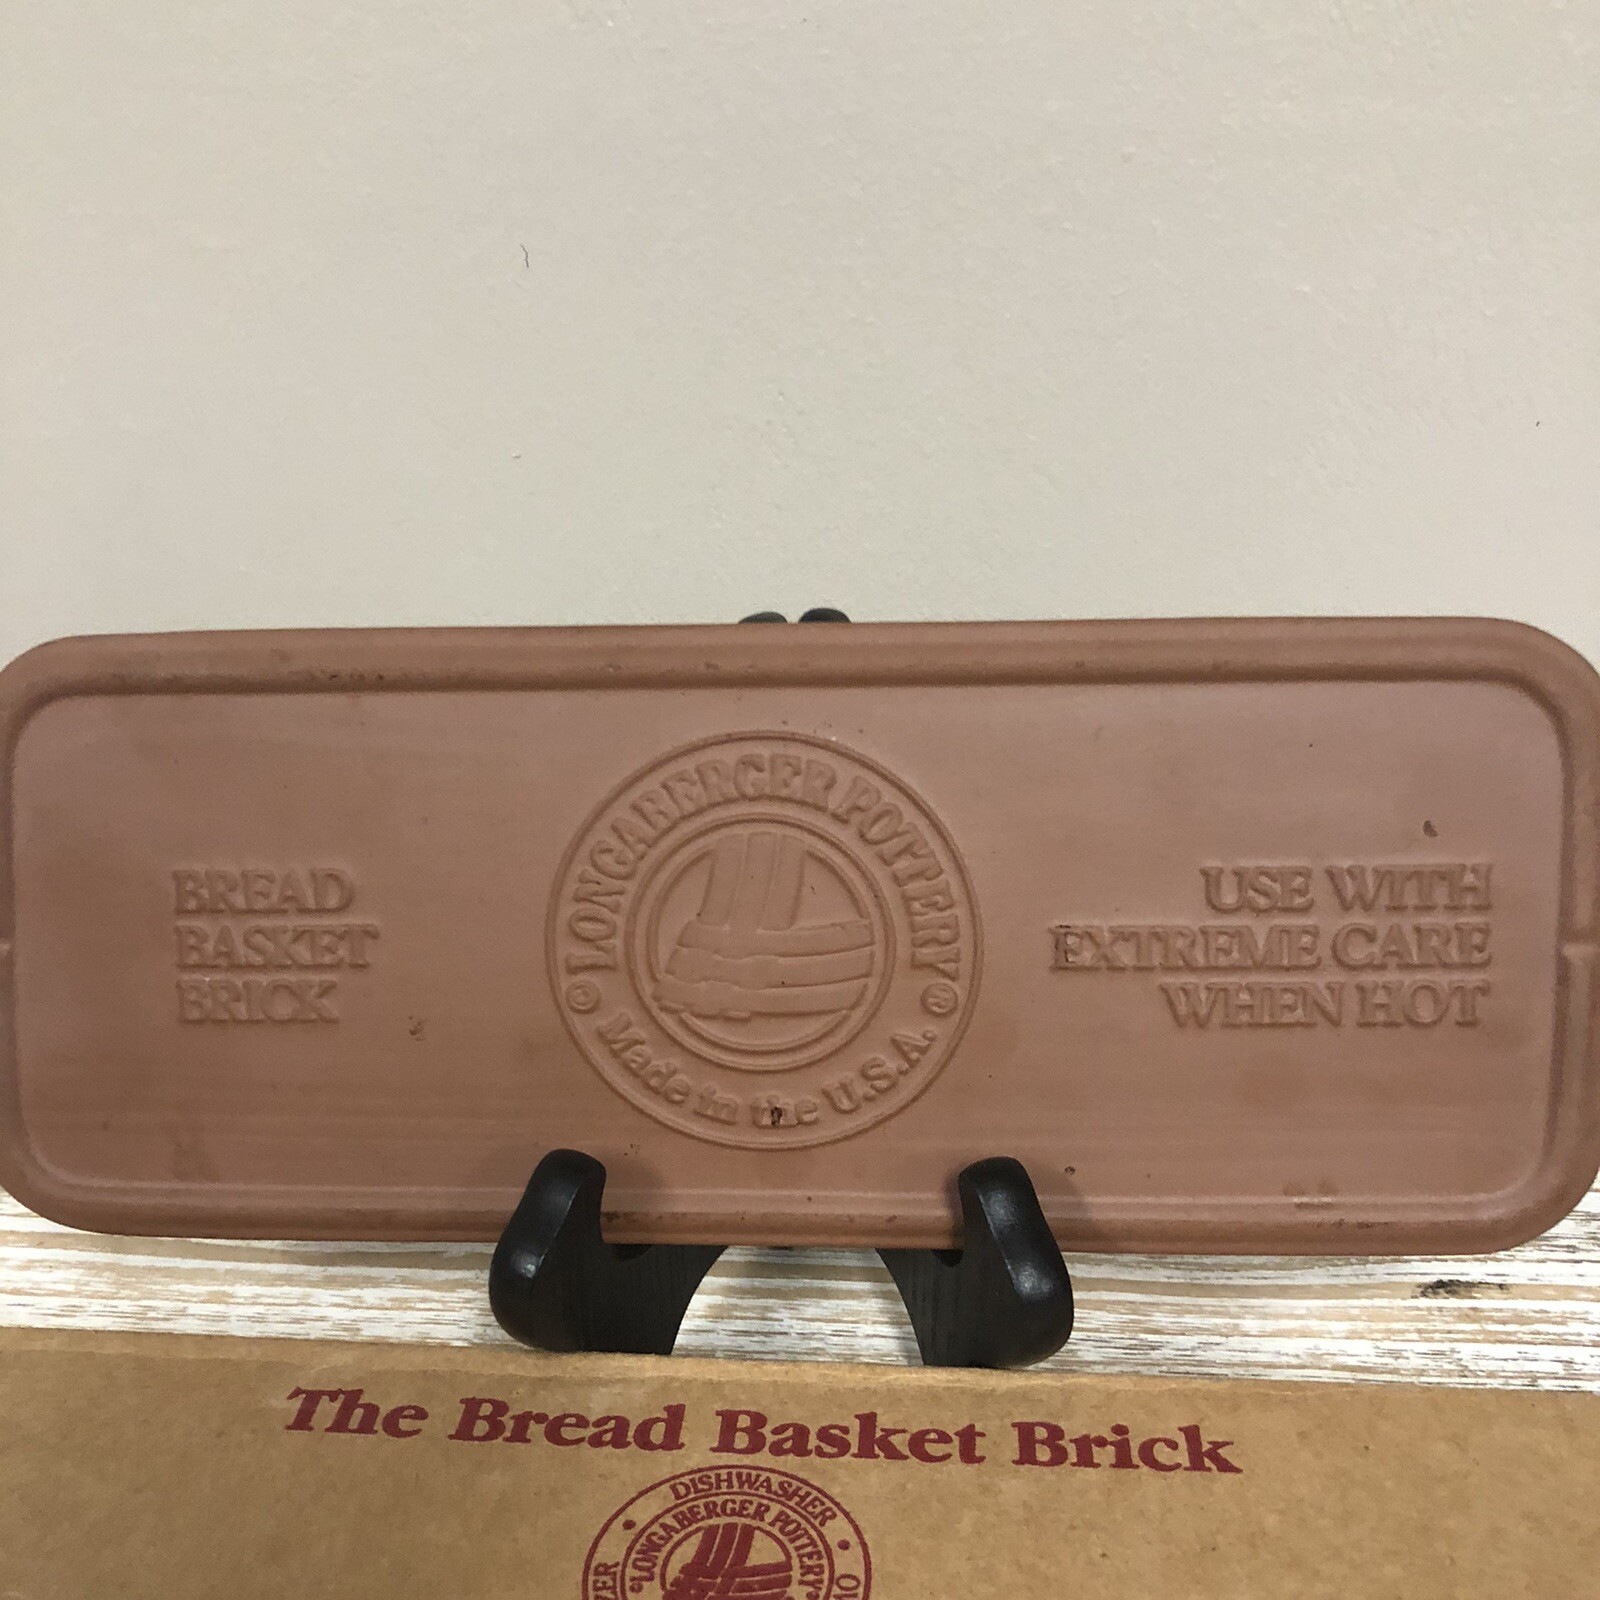 BREAD
BASKET
BRICK
© LONGABERGER POTTERY ®
Made in the U.S.A.
USE WITH
EXTREME CARE
WHEN HOT
The Bread Basket Brick
DISHWASHER
LONGABERGER POTTERY